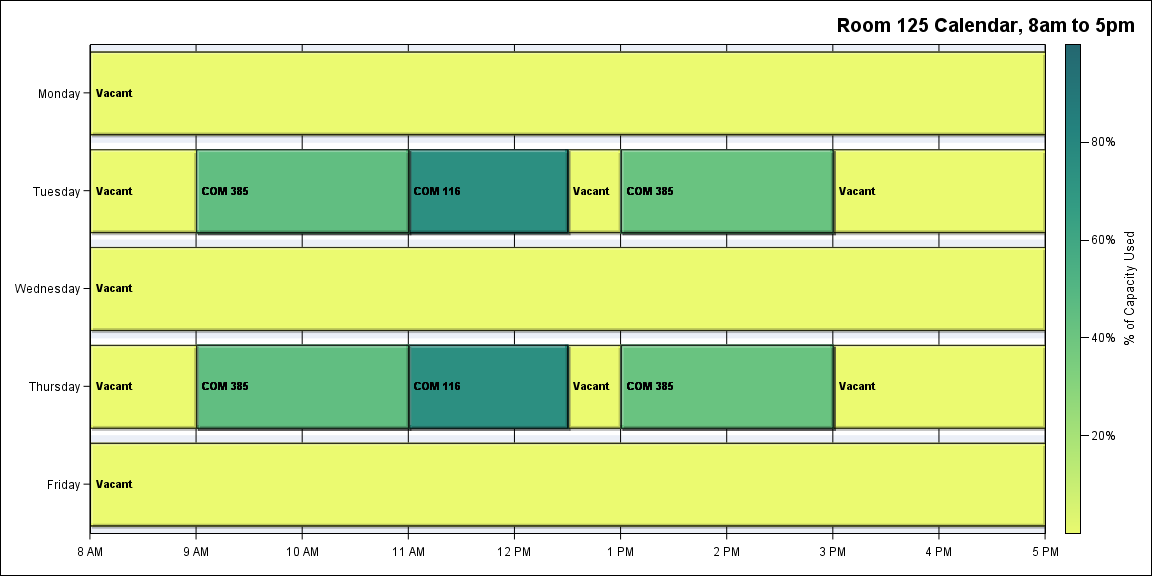 Room 125 Calendar, 8am to 5pm
Monday
Vacant
Tuesday
Vacant
COM 385
COM 116
Vacant
COM 385
Vacant
Wednesday
Vacant
Thursday
Vacant
COM 385
COM 116
Vacant
COM 385
Vacant
Friday
Vacant
8 AM
9 AM
10 AM
11 AM
12 PM
1 PM
2 PM
3 PM
4 PM
5 PM
80%
60%
40%
20%
% of Capacity Used